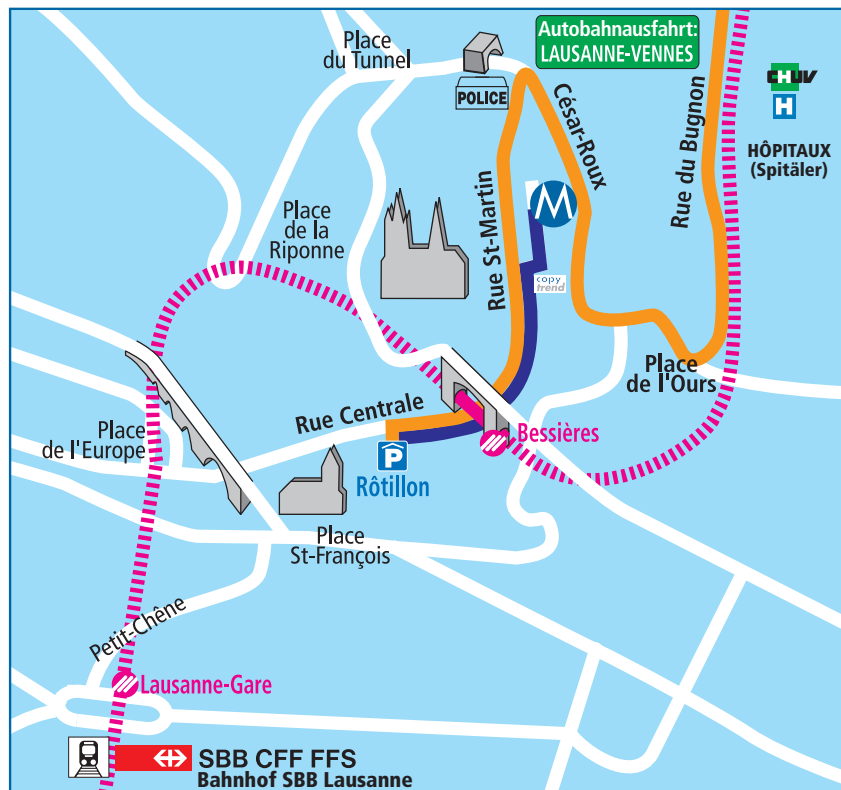 Autobahnausfahrt:
LAUSANNE-VENNES
Place
du Tunnel
POLICE
César-Roux
Rue du Bugnon
CHUV
H
HÔPITAUX
(Spitäler)
Place
de la
Riponne
Rue St-Martin
M
copy
trend
Place
de l'Ours
Rue Centrale
Bessières
Place
de l'Europe
P
Rôtillon
Place
St-François
Petit-Chêne
Lausanne-Gare
SBB CFF FFS
Bahnhof SBB Lausanne